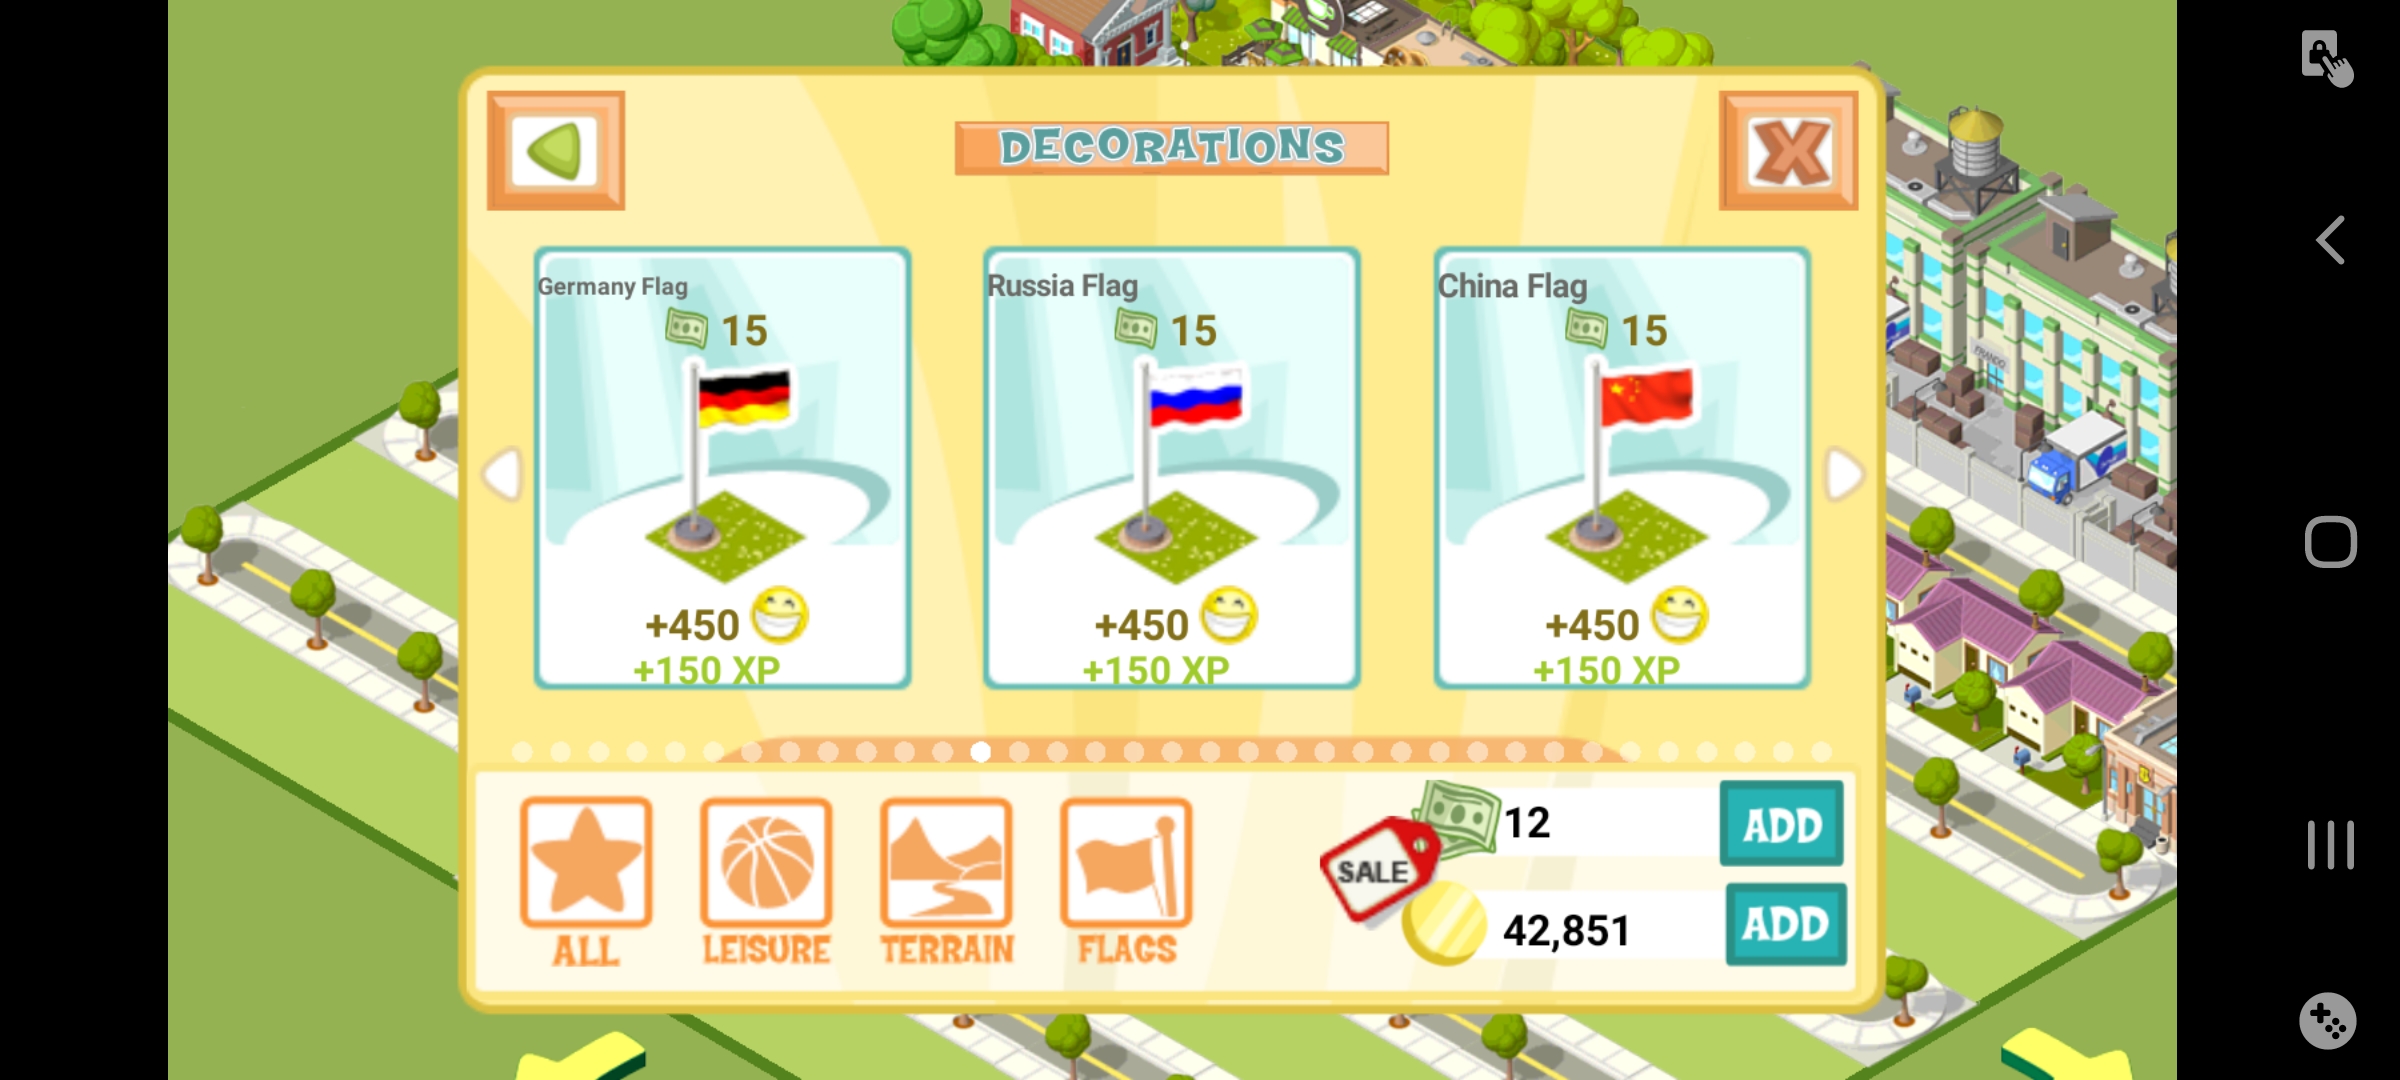 DECORATIONS
Germany Flag
15
+450
+150 XP
Russia Flag
15
+450
+150 XP
China Flag
15
+450
+150 XP
ALL
LEISURE
TERRAIN
FLAGS
SALE
12
ADD
42,851
ADD